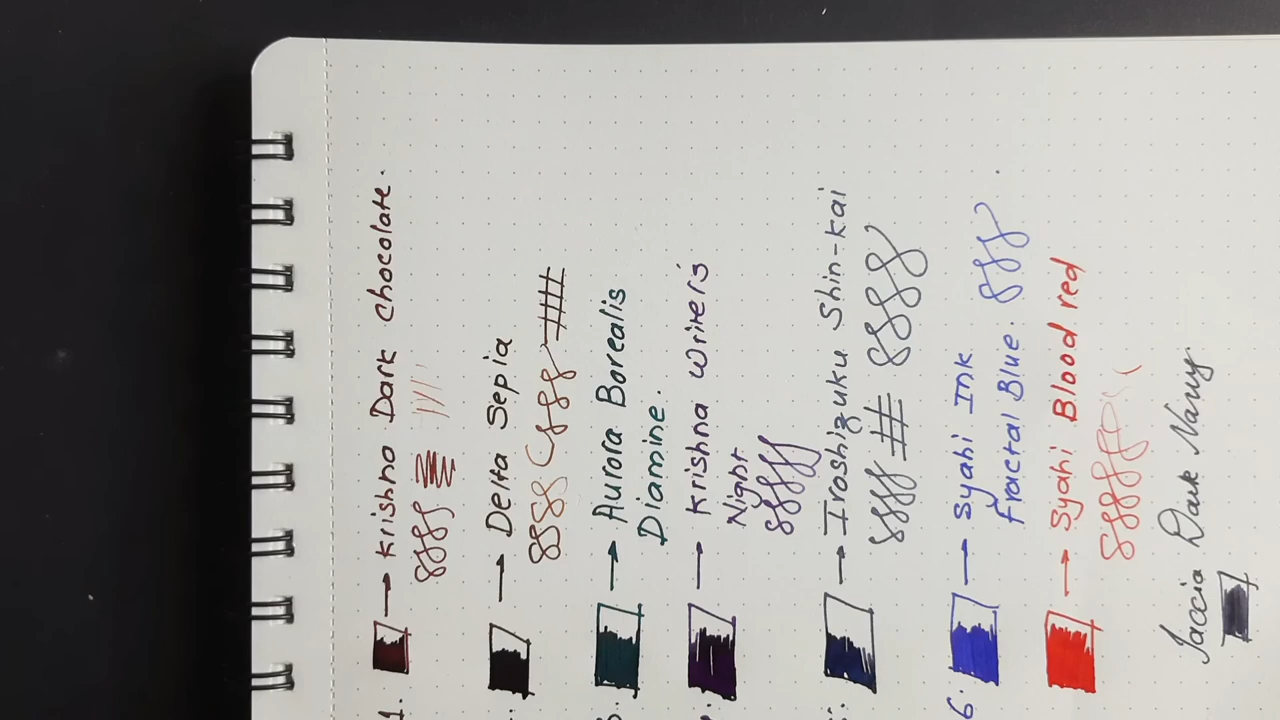 1. → Krishna Dark chocolate.
→ Delta Sepia
→ Aurora Borealis
Diamine.
→ Krishna Writer's
Night
→ Iroshizuku Shin-kai
6. → Syahi Ink
Fractal Blue.
→ Syahi Blood red
Dark Navy